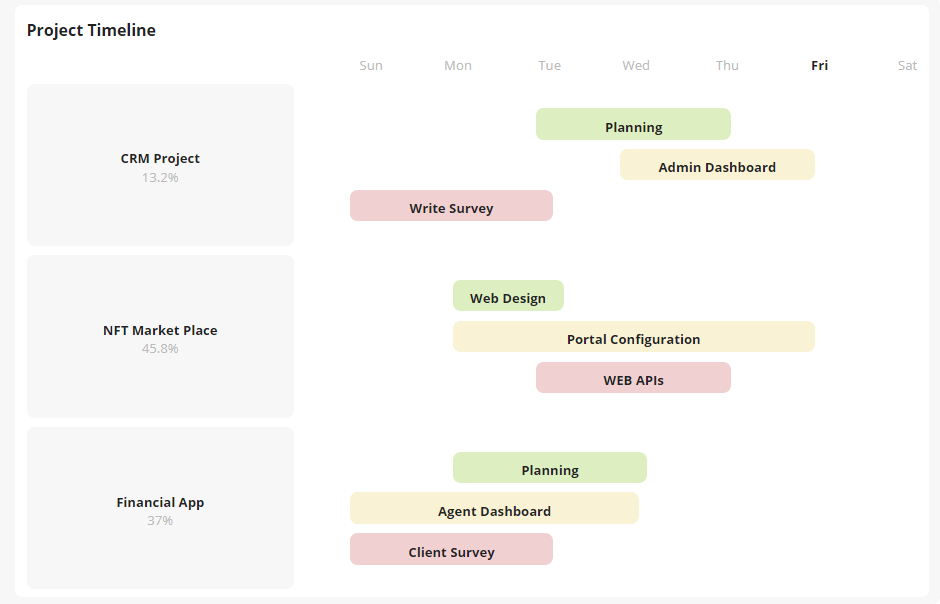 Project Timeline
Sun Mon Tue Wed Thu Fri Sat
CRM Project
13.2%
Planning
Admin Dashboard
Write Survey
NFT Market Place
45.8%
Web Design
Portal Configuration
WEB APIs
Financial App
37%
Planning
Agent Dashboard
Client Survey